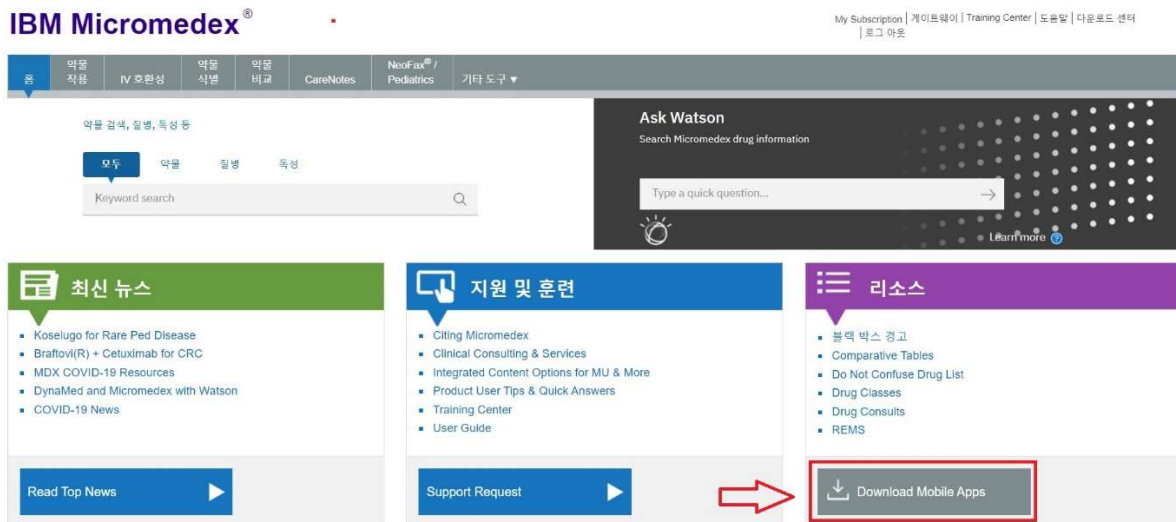 IBM Micromedex®
My Subscription | 게이트웨이 | Training Center | 도움말 | 다운로드 센터
| 로그 아웃
홈
약물
작용
IV 호환성
약물
식별
약물
비교
CareNotes
NeoFax® /
Pediatrics
기타 도구 ▼
약물 검색, 질병, 독성 등
모두 약물 질병 독성
Keyword search
Ask Watson
Search Micromedex drug information
Type a quick question...
Learn more ?
최신 뉴스
Koselugo for Rare Ped Disease
Braftovi(R) + Cetuximab for CRC
MDX COVID-19 Resources
DynaMed and Micromedex with Watson
COVID-19 News
Read Top News
지원 및 훈련
Citing Micromedex
Clinical Consulting & Services
Integrated Content Options for MU & More
Product User Tips & Quick Answers
Training Center
User Guide
Support Request
리소스
블랙 박스 경고
Comparative Tables
Do Not Confuse Drug List
Drug Classes
Drug Consults
REMS
Download Mobile Apps